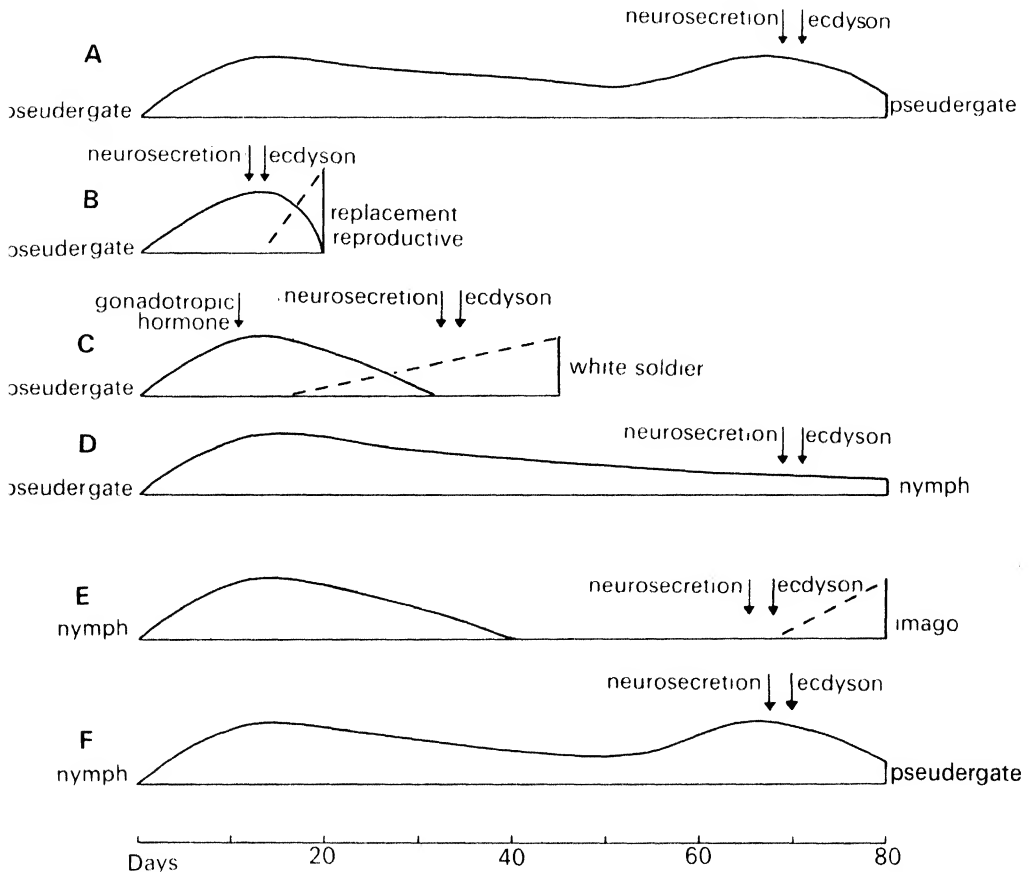 neurosecretion ecdyson
A
pseudergate pseudergate
neurosecretion ecdyson
B
replacement
reproductive
pseudergate
gonadotropic neurosecretion ecdyson
hormone
C
white soldier
pseudergate
D
neurosecretion ecdyson
pseudergate nymph
E
neurosecretion ecdyson
nymph imago
neurosecretion ecdyson
F
nymph pseudergate
Days 20 40 60 80